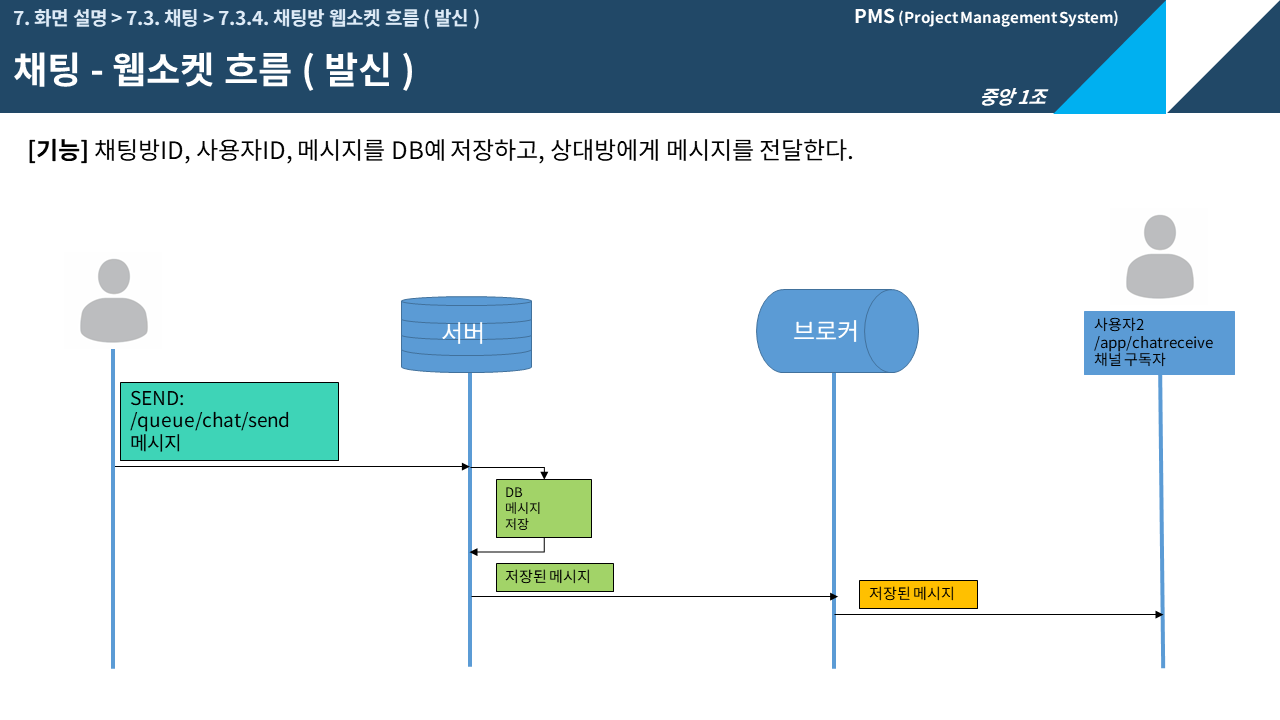 7. 화면 설명 > 7.3. 채팅 > 7.3.4. 채팅방 웹소켓 흐름 ( 발신 )
PMS (Project Management System)
채팅 - 웹소켓 흐름 ( 발신 )
중앙 1조
[기능] 채팅방ID, 사용자ID, 메시지를 DB예 저장하고, 상대방에게 메시지를 전달한다.
서버
브로커
사용자2
/app/chatreceive
채널 구독자
SEND:
/queue/chat/send
메시지
DB
메시지
저장
저장된 메시지
저장된 메시지